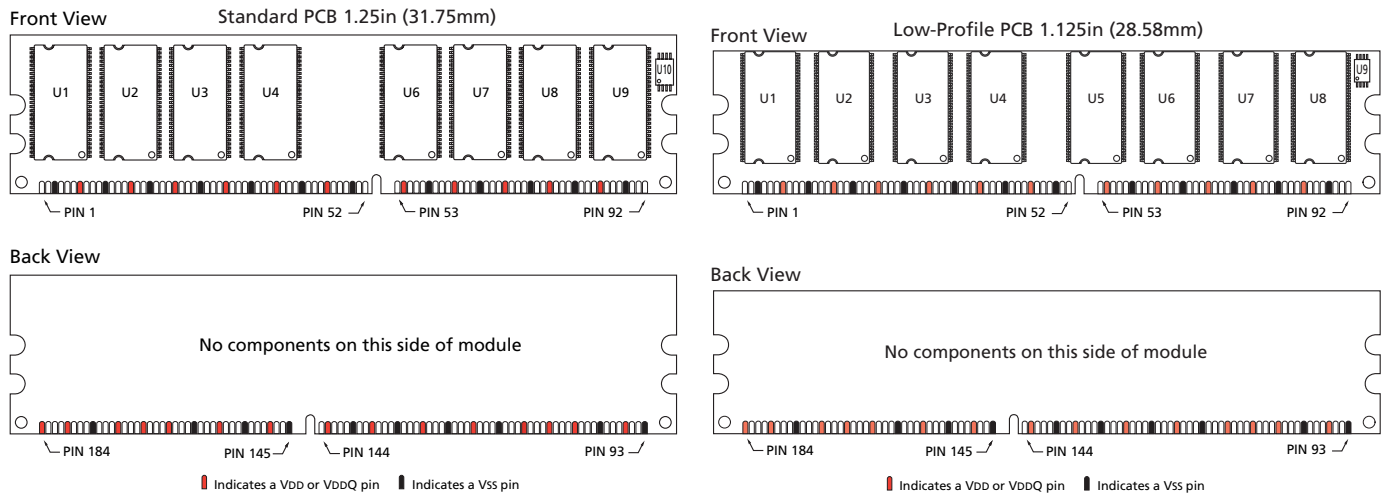 Front View
Standard PCB 1.25in (31.75mm)
U1
U2
U3
U4
U6
U7
U8
U9
U10
PIN 1
PIN 52
PIN 53
PIN 92
Back View
No components on this side of module
PIN 184
PIN 145
PIN 144
PIN 93
Indicates a VDD or VDDQ pin
Indicates a VSS pin
Front View
Low-Profile PCB 1.125in (28.58mm)
U1
U2
U3
U4
U5
U6
U7
U8
U9
PIN 1
PIN 52
PIN 53
PIN 92
Back View
No components on this side of module
PIN 184
PIN 145
PIN 144
PIN 93
Indicates a VDD or VDDQ pin
Indicates a VSS pin